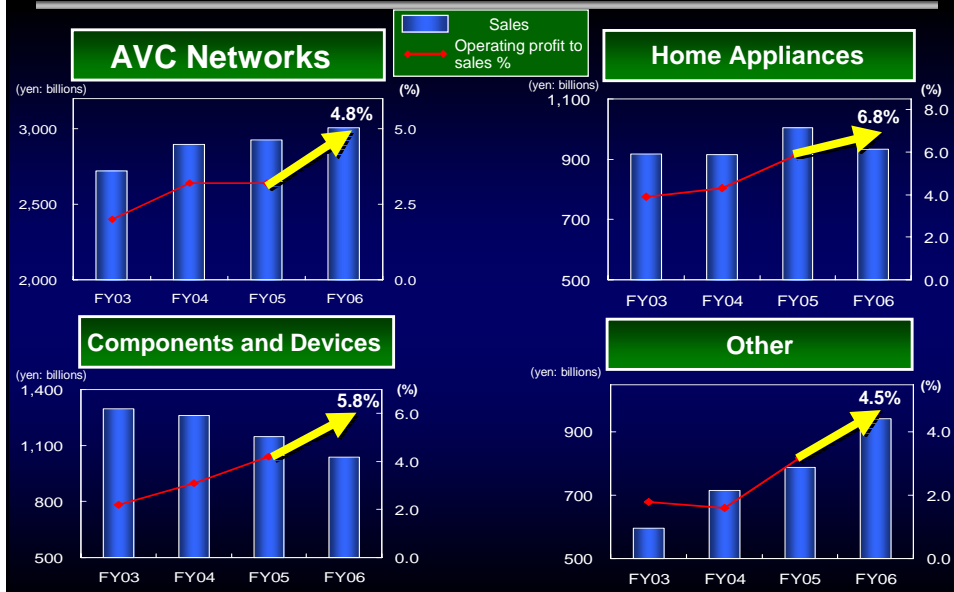 Sales
Operating profit to
sales %
AVC Networks
(yen: billions)
(%)
3,000
2,500
2,000
4.8%
5.0
2.5
0.0
FY03 FY04 FY05 FY06
Home Appliances
(yen: billions)
(%)
1,100
900
700
500
6.8%
8.0
6.0
4.0
2.0
0.0
FY03 FY04 FY05 FY06
Components and Devices
(yen: billions)
(%)
1,400
1,100
800
500
5.8%
6.0
4.0
2.0
0.0
FY03 FY04 FY05 FY06
Other
(yen: billions)
(%)
900
700
500
4.5%
4.0
2.0
0.0
FY03 FY04 FY05 FY06